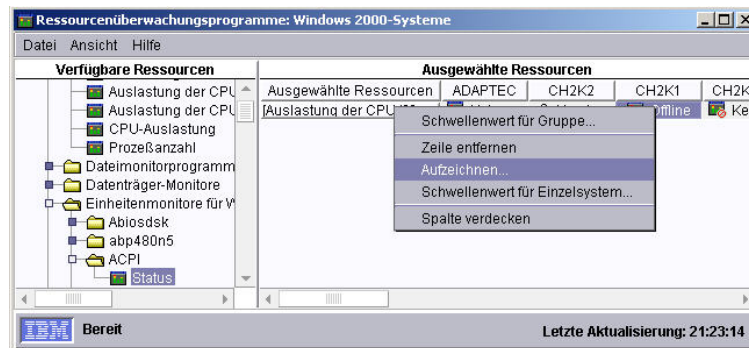 Ressourcenüberwachungsprogramme: Windows 2000-Systeme
Datei Ansicht Hilfe
Verfügbare Ressourcen
Auslastung der CPU
Auslastung der CPU
CPU-Auslastung
Prozeßanzahl
Dateimonitorprogramm
Datenträger-Monitore
Einheitenmonitore für W
Abiosdsk
abp480n5
ACPI
Status
Ausgewählte Ressourcen
Ausgewählte Ressourcen ADAPTEC CH2K2 CH2K1 CH2K
[Auslastung der CPU Offline Ke
Schwellenwert für Gruppe...
Zeile entfernen
Aufzeichnen...
Schwellenwert für Einzelsystem...
Spalte verdecken
IBM Bereit Letzte Aktualisierung: 21:23:14